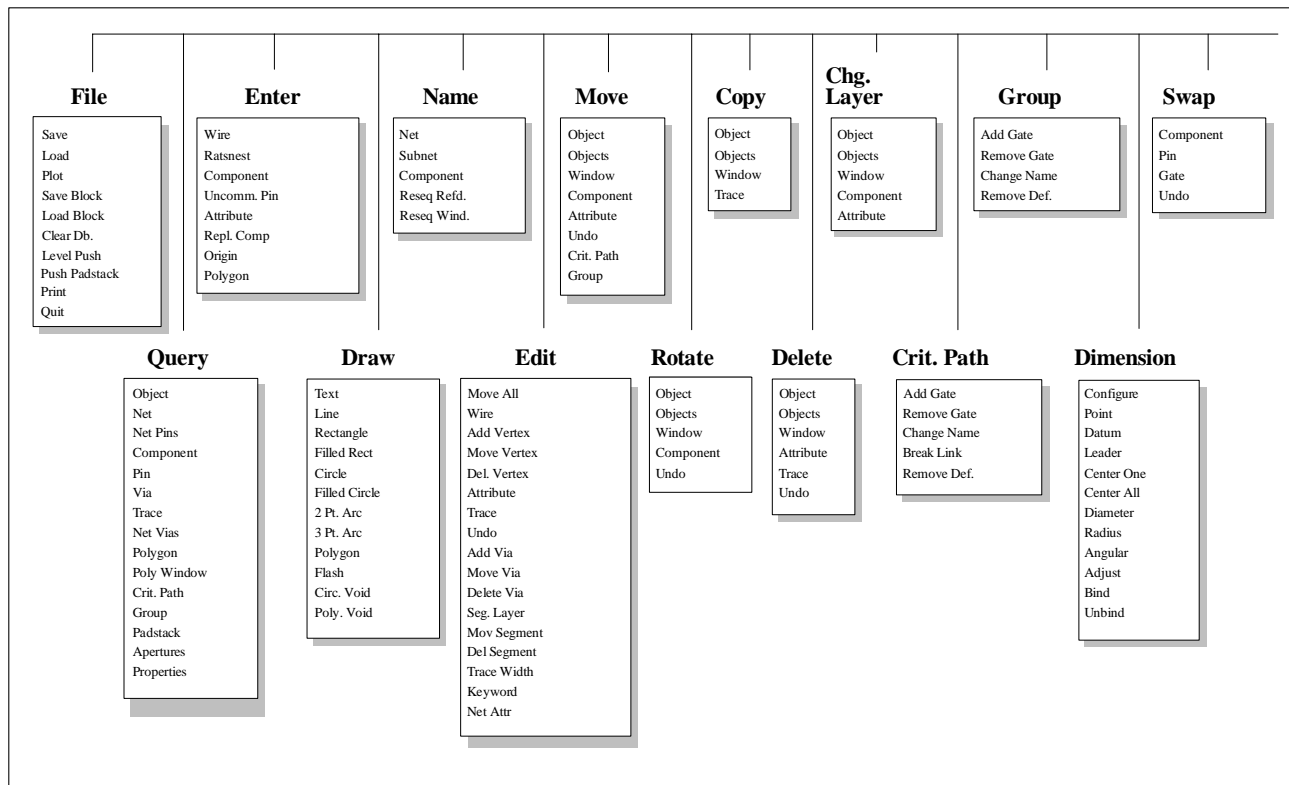 File
Save
Load
Plot
Save Block
Load Block
Clear Db.
Level Push
Push Padstack
Print
Quit
Enter
Wire
Ratsnest
Component
Uncomm. Pin
Attribute
Repl. Comp
Origin
Polygon
Name
Net
Subnet
Component
Reseq Refd.
Reseq Wind.
Move
Object
Objects
Window
Component
Attribute
Undo
Crit. Path
Group
Copy
Object
Objects
Window
Trace
Chg.
Layer
Object
Objects
Window
Component
Attribute
Group
Add Gate
Remove Gate
Change Name
Remove Def.
Swap
Component
Pin
Gate
Undo
Query
Object
Net
Net Pins
Component
Pin
Via
Trace
Net Vias
Polygon
Poly Window
Crit. Path
Group
Padstack
Apertures
Properties
Draw
Text
Line
Rectangle
Filled Rect
Circle
Filled Circle
2 Pt. Arc
3 Pt. Arc
Polygon
Flash
Circ. Void
Poly. Void
Edit
Move All
Wire
Add Vertex
Move Vertex
Del. Vertex
Attribute
Trace
Undo
Add Via
Move Via
Delete Via
Seg. Layer
Mov Segment
Del Segment
Trace Width
Keyword
Net Attr
Rotate
Object
Objects
Window
Component
Undo
Delete
Object
Objects
Window
Attribute
Trace
Undo
Crit. Path
Add Gate
Remove Gate
Change Name
Break Link
Remove Def.
Dimension
Configure
Point
Datum
Leader
Center One
Center All
Diameter
Radius
Angular
Adjust
Bind
Unbind